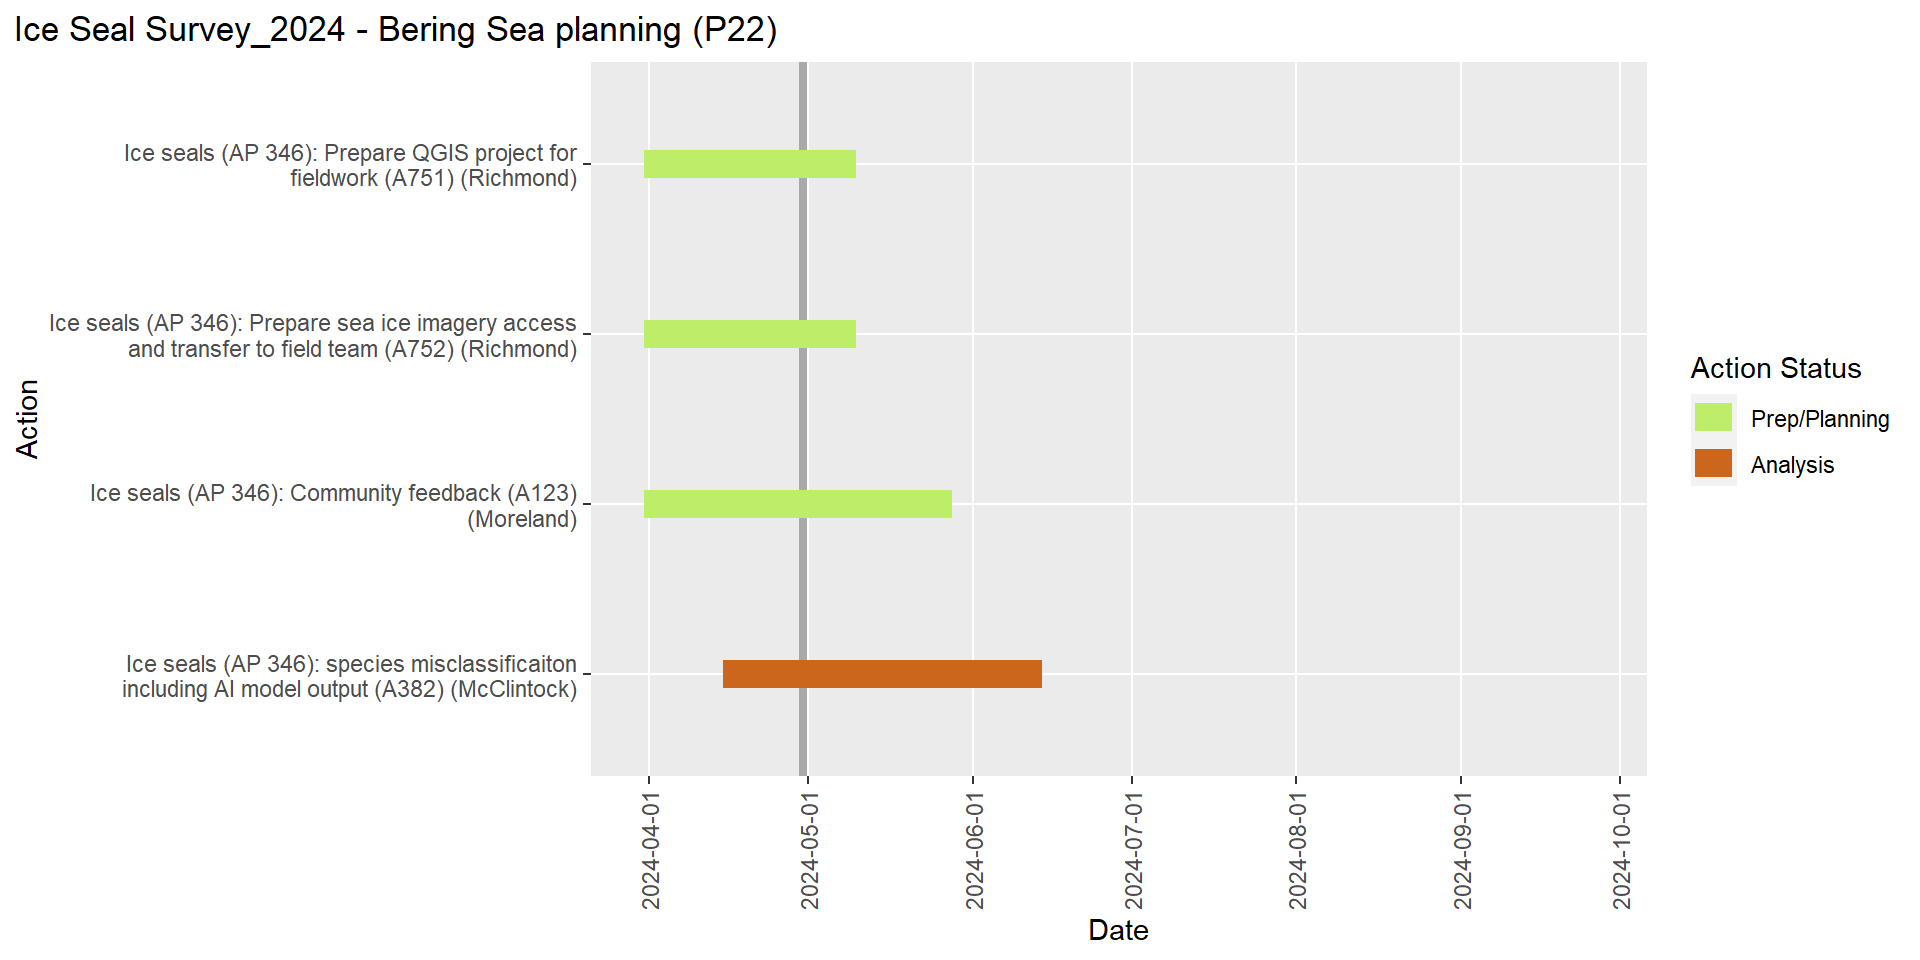 Ice Seal Survey_2024 - Bering Sea planning (P22)
Ice seals (AP 346): Prepare QGIS project for
fieldwork (A751) (Richmond)
Ice seals (AP 346): Prepare sea ice imagery access
and transfer to field team (A752) (Richmond)
Ice seals (AP 346): Community feedback (A123)
(Moreland)
Ice seals (AP 346): species misclassificaiton
including AI model output (A382) (McClintock)
Action
2024-04-01
2024-05-01
2024-06-01
2024-07-01
2024-08-01
2024-09-01
2024-10-01
Date
Action Status
Prep/Planning
Analysis